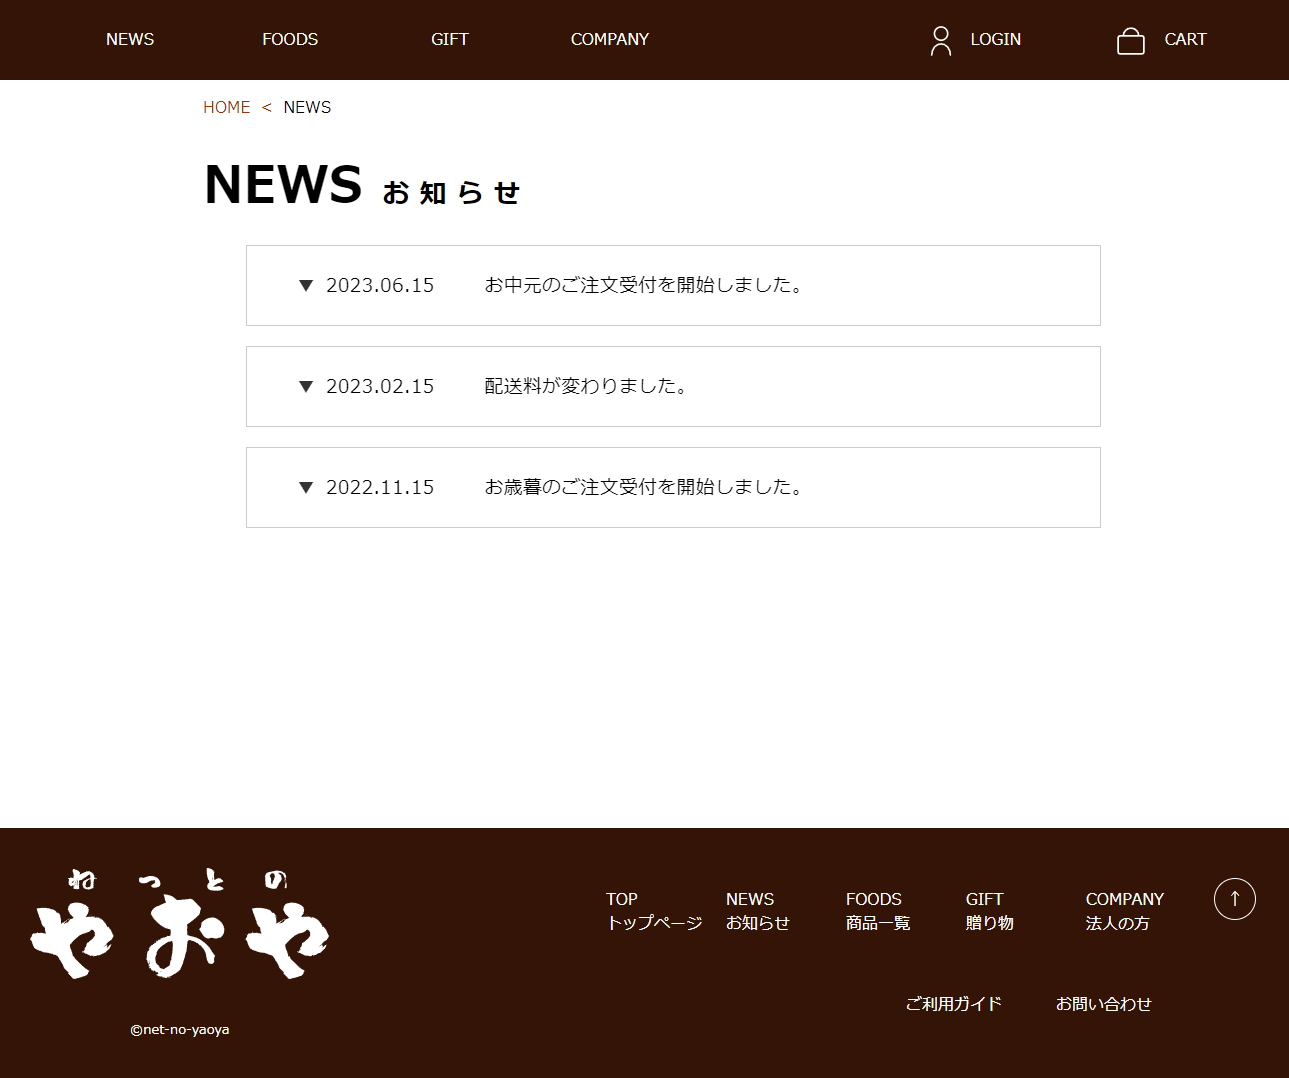 NEWS FOODS GIFT COMPANY LOGIN CART
HOME < NEWS
NEWS お知らせ
▼ 2023.06.15 お中元のご注文受付を開始しました。
▼ 2023.02.15 配送料が変わりました。
▼ 2022.11.15 お歳暮のご注文受付を開始しました。
ねっとの
やおや
©net-no-yaoya
TOP NEWS FOODS GIFT COMPANY ↑
トップページ お知らせ 商品一覧 贈り物 法人の方
ご利用ガイド お問い合わせ